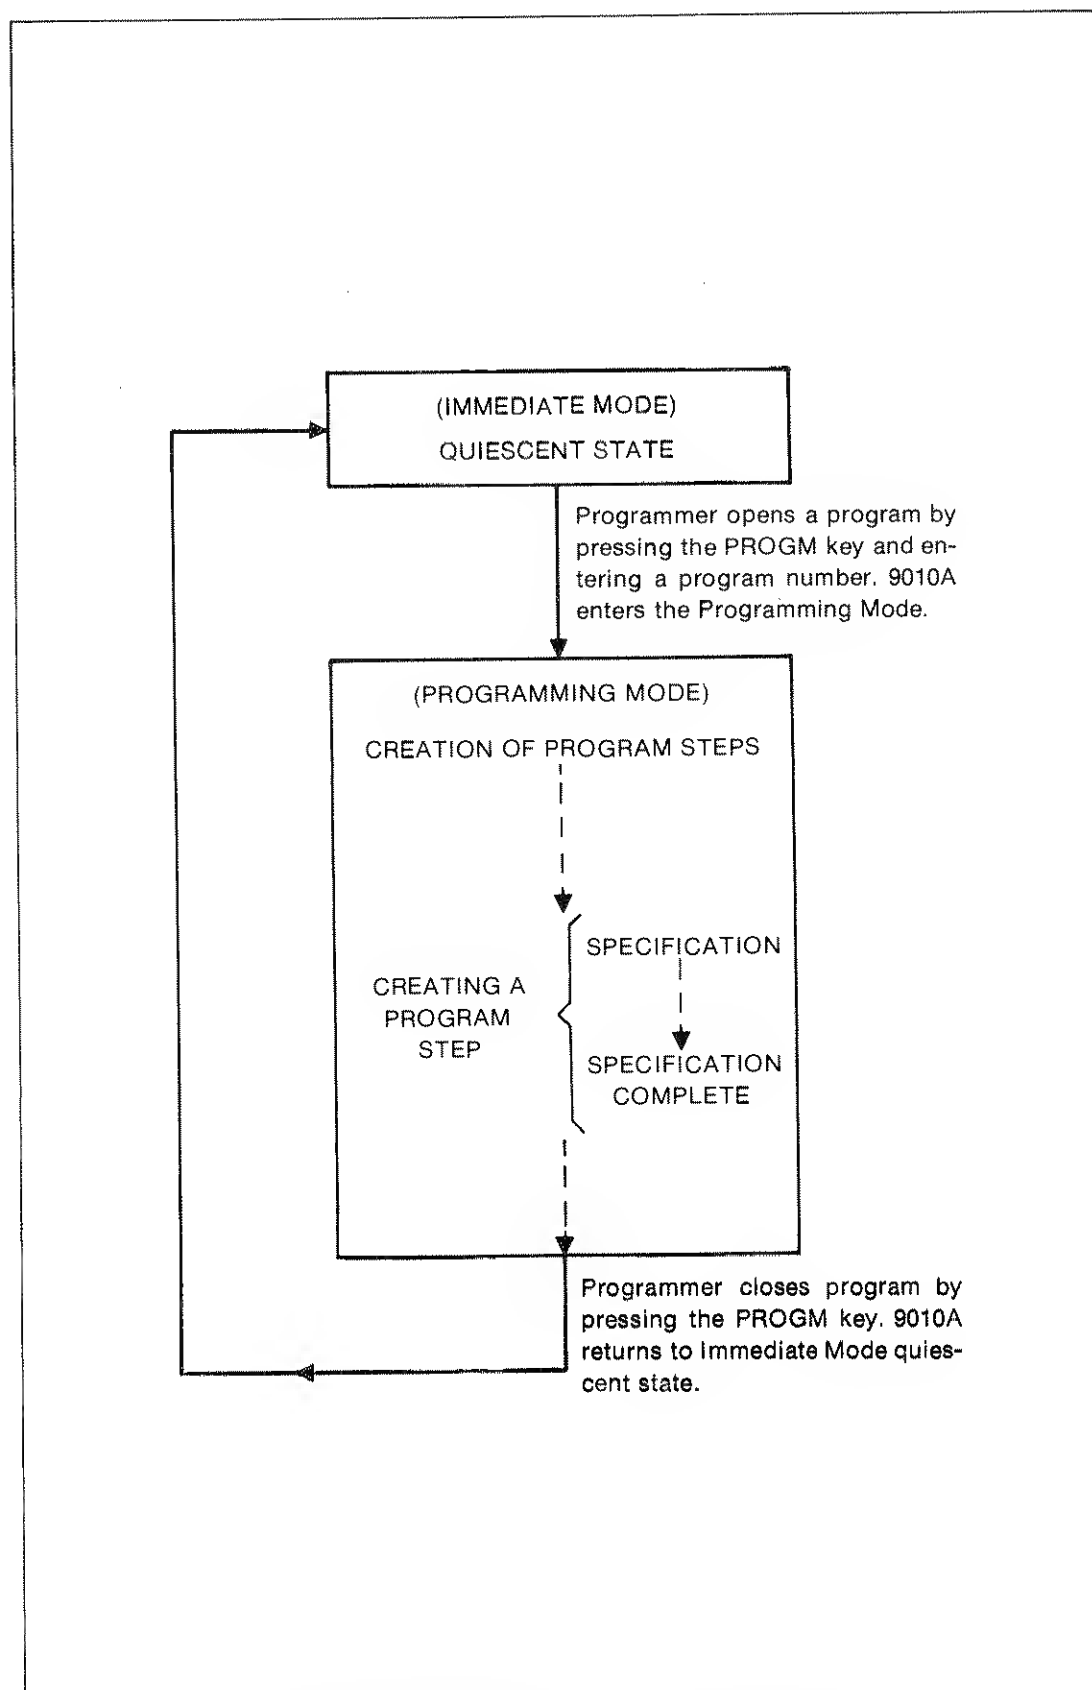 (IMMEDIATE MODE)
QUIESCENT STATE
Programmer opens a program by
pressing the PROGM key and en-
tering a program number. 9010A
enters the Programming Mode.
(PROGRAMMING MODE)
CREATION OF PROGRAM STEPS
CREATING A
PROGRAM
STEP
SPECIFICATION
SPECIFICATION
COMPLETE
Programmer closes program by
pressing the PROGM key. 9010A
returns to Immediate Mode quies-
cent state.